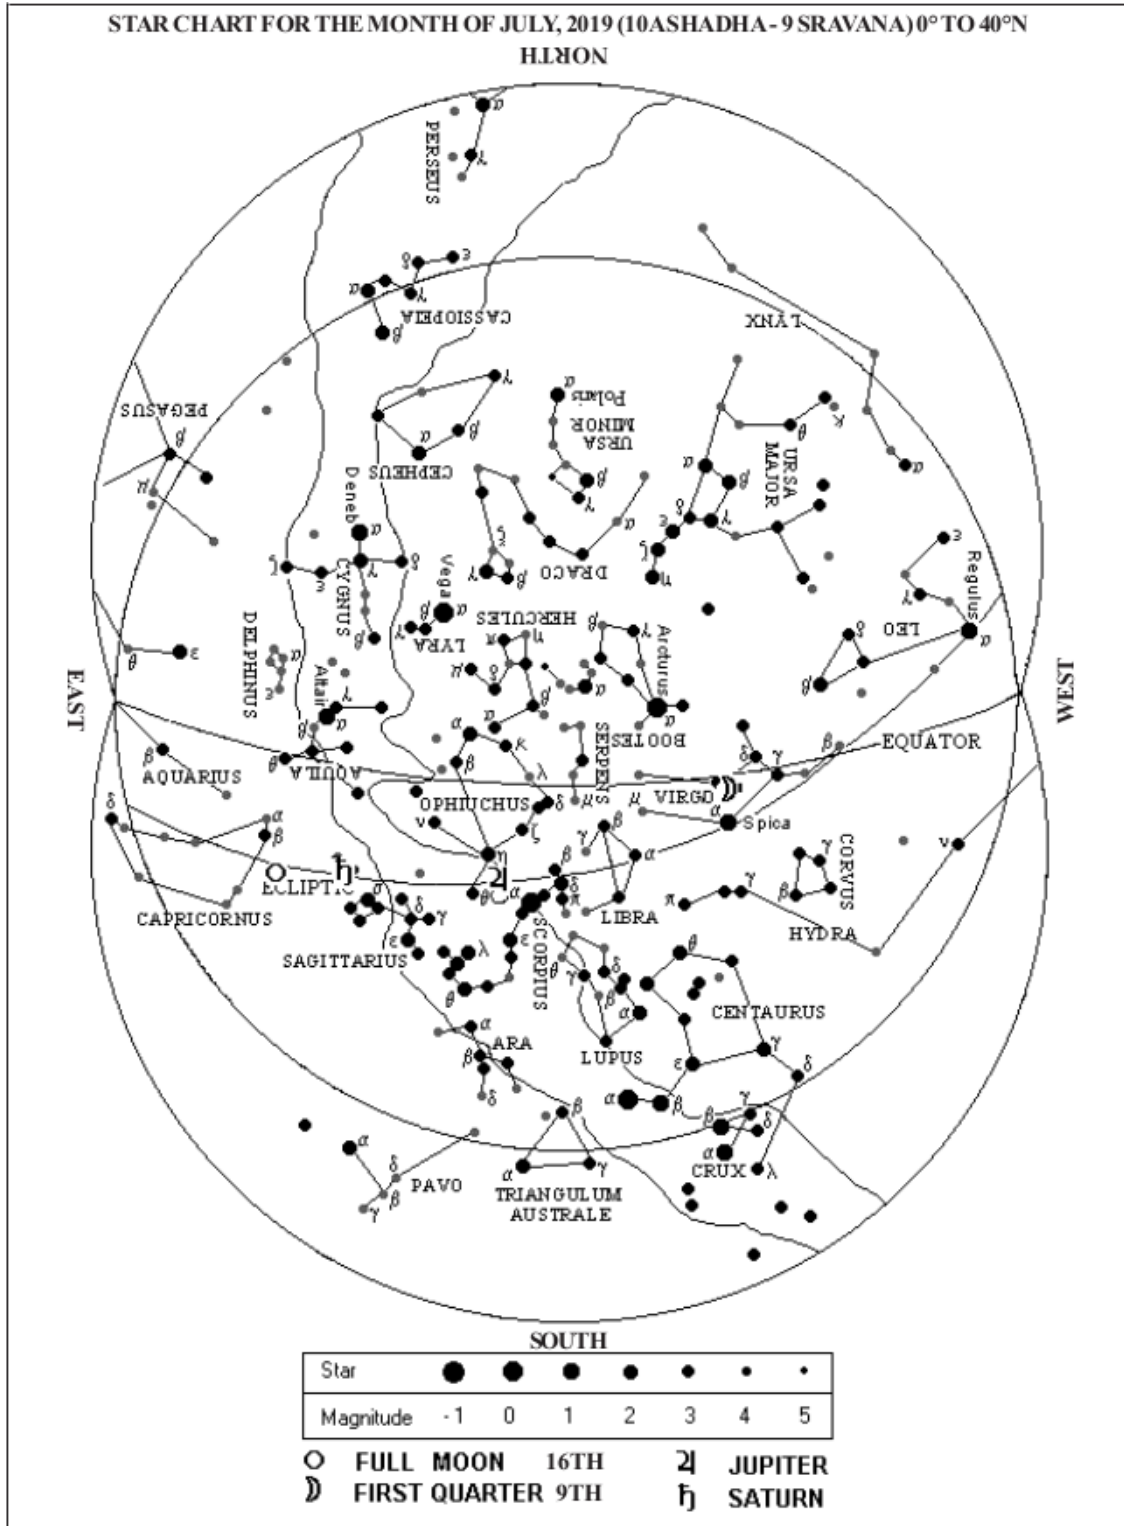 STAR CHART FOR THE MONTH OF JULY, 2019 (10ASHADHA - 9 SRAVANA) 0° TO 40°N
NORTH
α
PERSEUS
γ
δ ε
α γ
CASSIOPEIA
β
LYNX
γ
α
Polaris
PEGASUS
β
α β
CEPHEUS
URSA
MINOR
θ κ
URSA
MAJOR
α β
α
μ
β
γ
Deneb
α
δ γ
ε
ζ
α
ζ
η
DRACO
ε
Regulus
ζ ε
CYGNUS
γ δ
γ β
Vega
α
β γ
LYRA
β
HERCULES
η
π
β γ
Arcturus
γ
LEO
δ
α
β
DELPHINUS
α
ε
θ ε
μ δ
β
α
α
BOOTES
EAST
WEST
Altair
γ
α
β
θ
AQUILA
β
AQUARIUS
α κ
β
λ
SERPENS
μ
EQUATOR
β
δ γ
VIRGO
α
Spica
μ
OPHIUCHUS
δ
ζ
ν
η
γ β
α
LIBRA
δ
α
β
CAPRICORNUS
ECLIPTIC
θ
α
β
δ
π
SCORPIUS
CORVUS
γ
β
ν
π γ
HYDRA
σ
γ
ε
SAGITTARIUS
λ
θ
ε
θ
γ
δ
β
α
LUPUS
θ
CENTAURUS
ε γ
δ
α
ARA
β
δ
α β
γ
β δ
α
CRUX
λ
α
δ
β
γ
PAVO
β
α γ
TRIANGULUM
AUSTRALE
SOUTH
Star
Magnitude -1 0 1 2 3 4 5
FULL MOON 16TH ♃ JUPITER
FIRST QUARTER 9TH ♄ SATURN